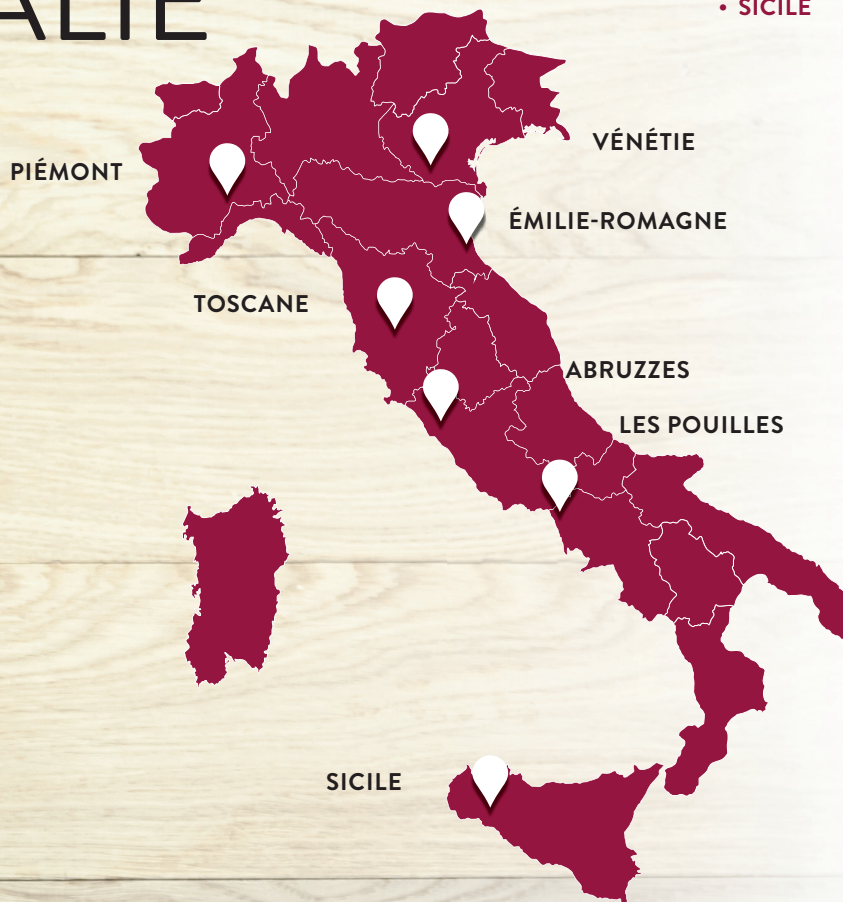 ALIE
• SICILE
VÉNÉTIE
PIÉMONT
ÉMILIE-ROMAGNE
TOSCANE
ABRUZZES
LES POUILLES
SICILE